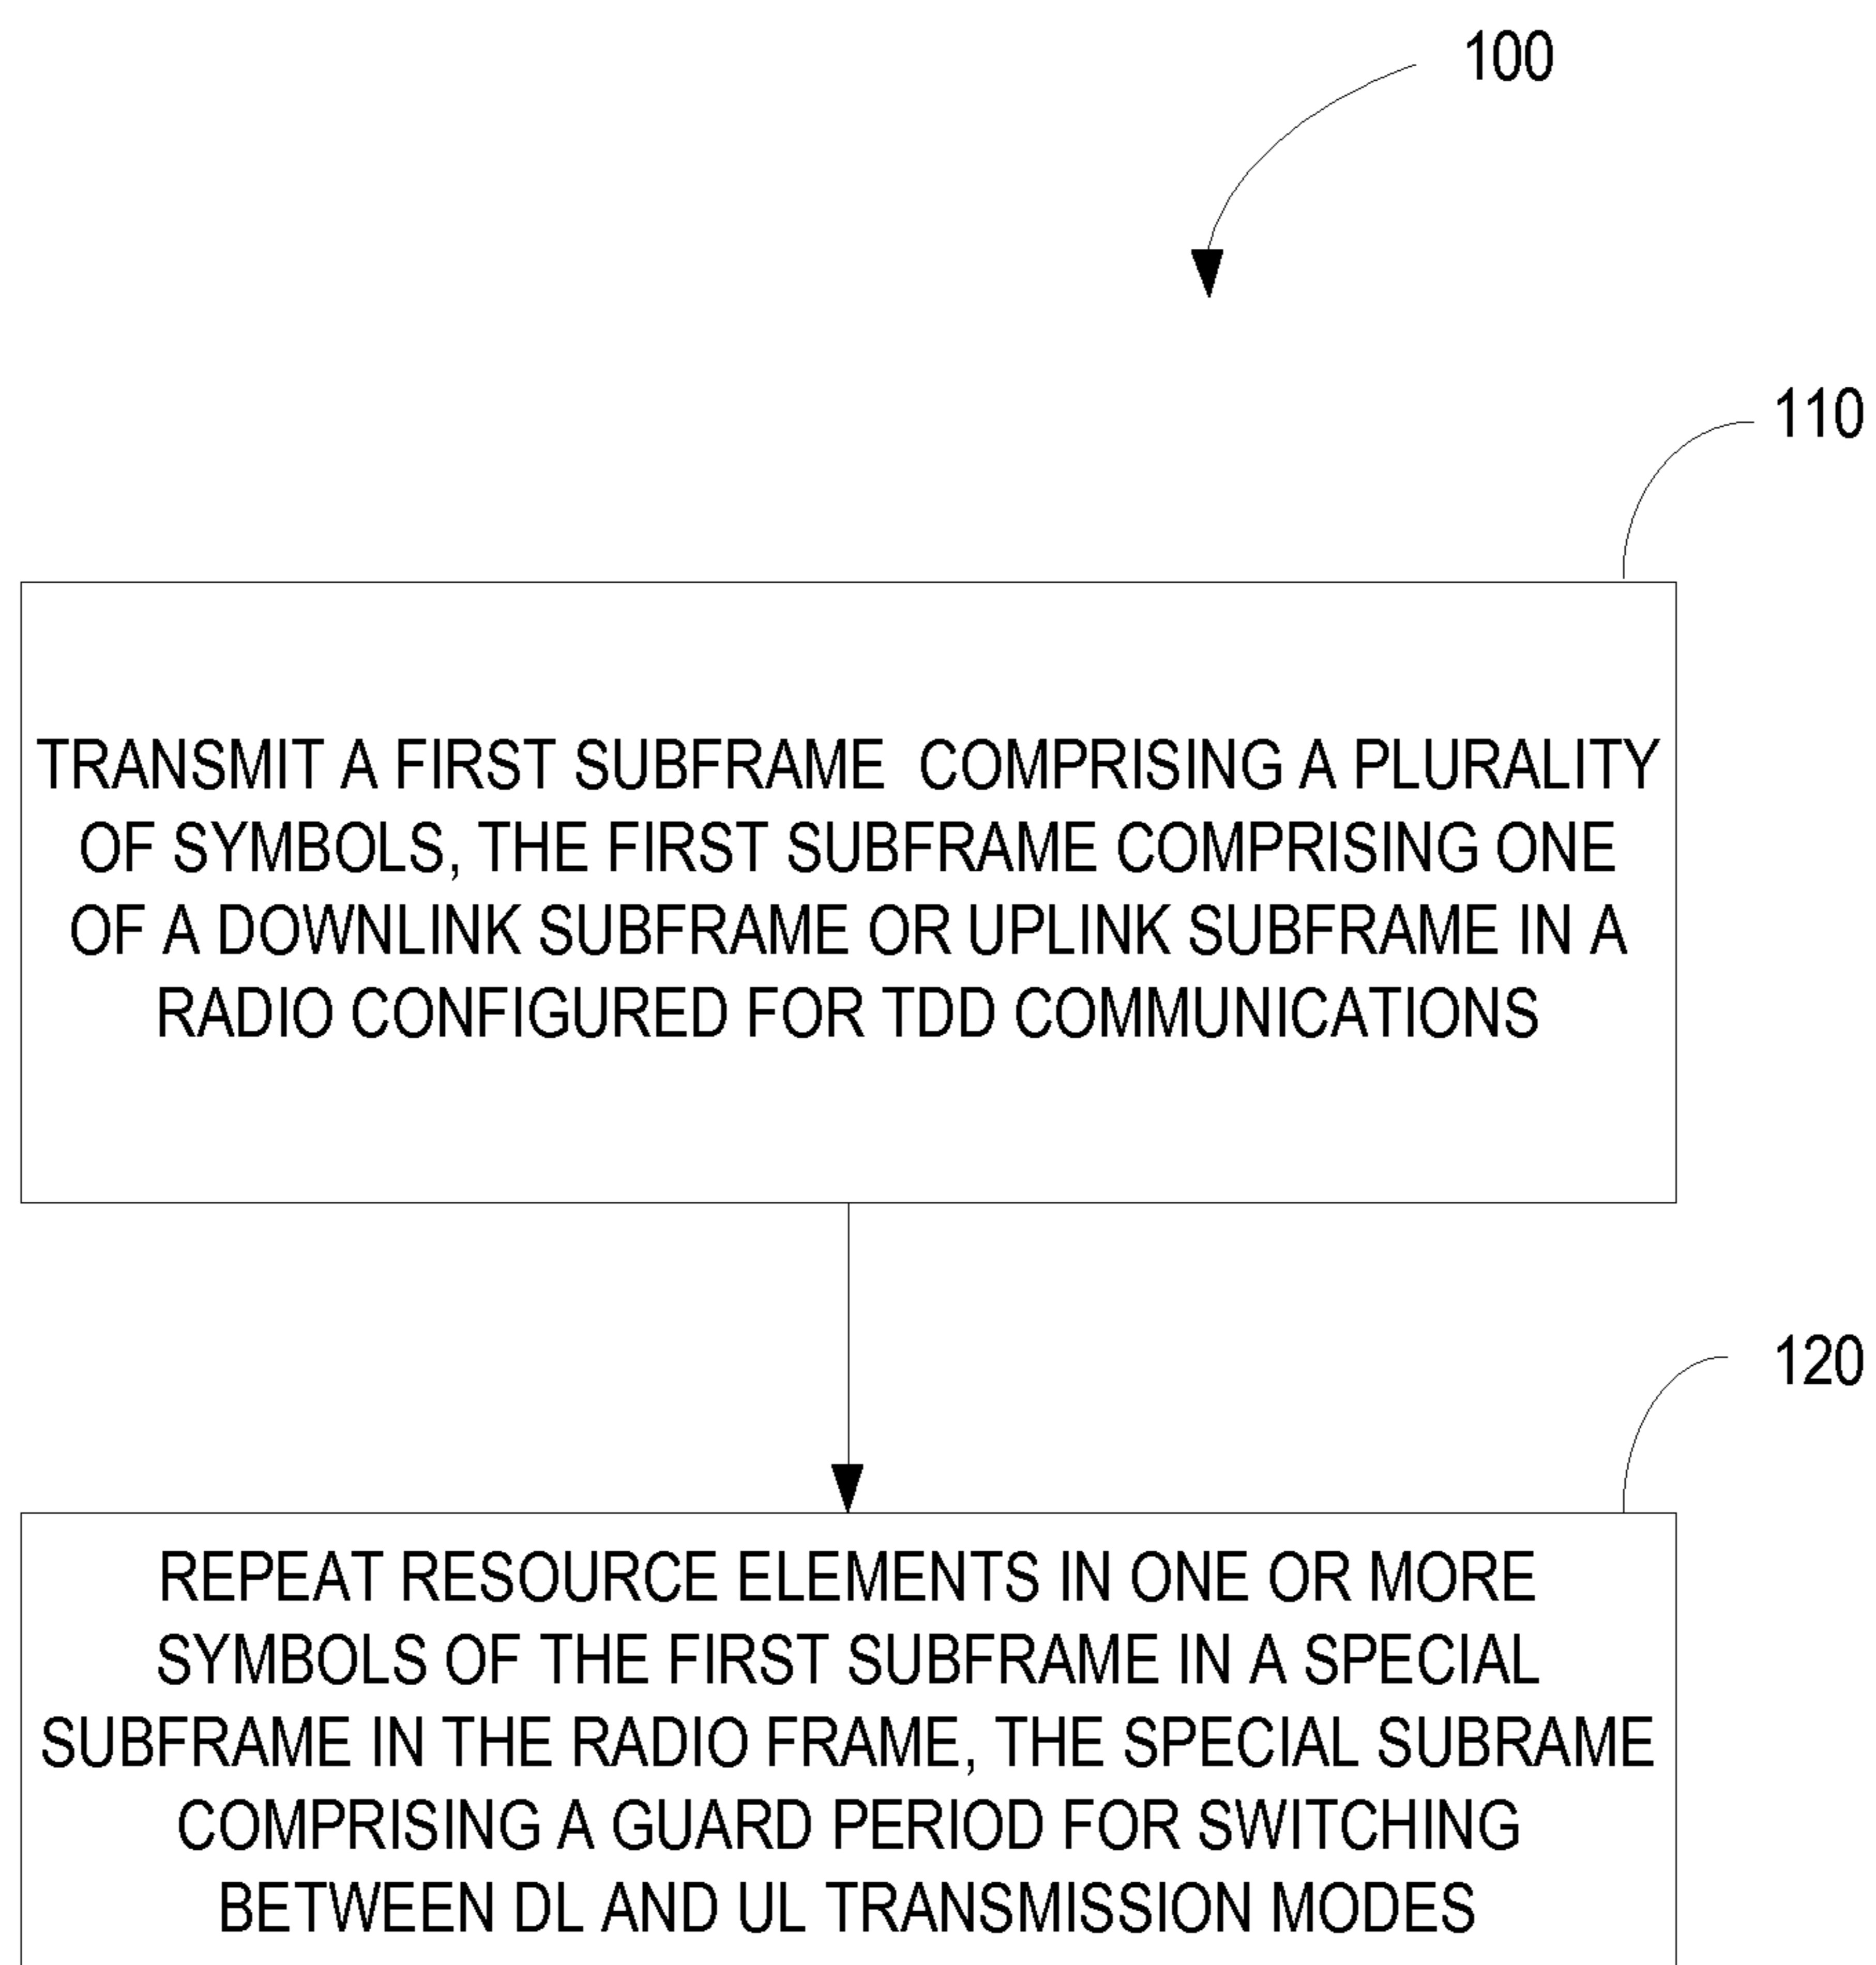 100
110
TRANSMIT A FIRST SUBFRAME COMPRISING A PLURALITY
OF SYMBOLS, THE FIRST SUBFRAME COMPRISING ONE
OF A DOWNLINK SUBFRAME OR UPLINK SUBFRAME IN A
RADIO CONFIGURED FOR TDD COMMUNICATIONS
120
REPEAT RESOURCE ELEMENTS IN ONE OR MORE
SYMBOLS OF THE FIRST SUBFRAME IN A SPECIAL
SUBFRAME IN THE RADIO FRAME, THE SPECIAL SUBRAME
COMPRISING A GUARD PERIOD FOR SWITCHING
BETWEEN DL AND UL TRANSMISSION MODES